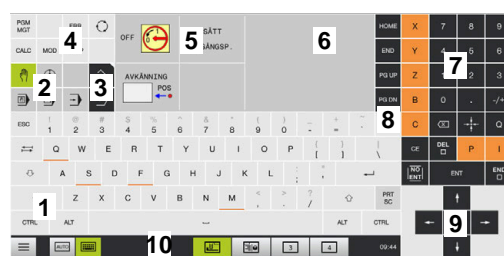 PGM MGT
ERR
OFF
SÄTT
HOME
X 7 8 9
4
5
6
CALC
MOD
ÅNGSP.
END
Y 4 5 6
7
2
3
AVKÄNNING
POS
PG UP
Z 1 2 3
PG DN
B 0 . -/+
8
ESC
! 1
@ 2
# 3
$ 4
% 5
^ 6
& 7
* 8
( 9
) 0
_ -
+ =
C
Q
Q W E R T Y U I O P { [ } ] | \
CE
DEL
P I
A S D F G H J K L : ; " '
NO ENT
ENT
END
1
Z X C V B N M < , > . ? /
PRT SC
CTRL
ALT
ALT
CTRL
9
10
AUTO
3
4
09:44